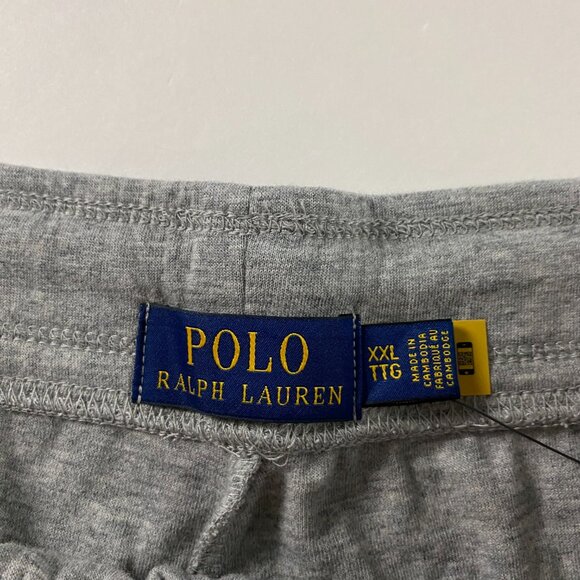 POLO
RALPH LAUREN
XXL
TTG
MADE IN
CAMBODIA
FABRIQUÉ AU
CAMBODGE